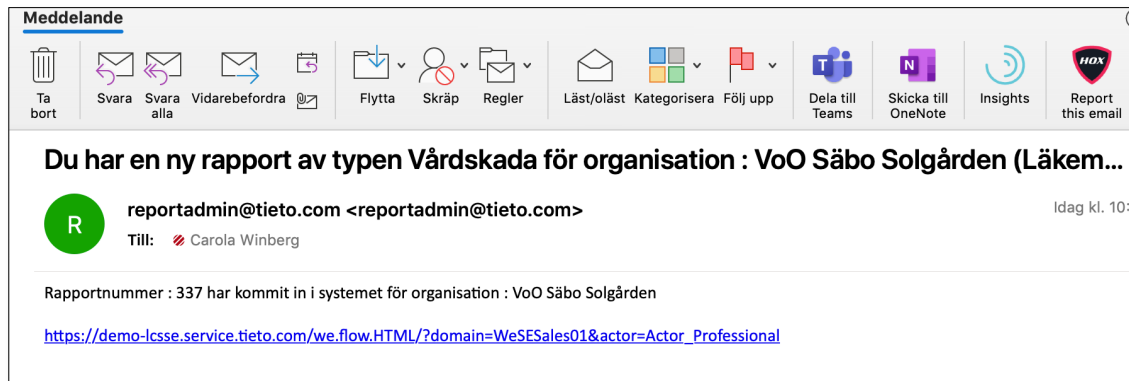 Meddelande
Ta bort
Svara
Svara alla
Vidarebefordra
Flytta
Skräp
Regler
Läst/oläst
Kategorisera
Följ upp
Dela till Teams
Skicka till OneNote
Insights
HOX
Report this email
Du har en ny rapport av typen Vårdskada för organisation : VoO Säbo Solgården (Läkem...
R
reportadmin@tieto.com <reportadmin@tieto.com>
Idag kl. 10:
Till: Carola Winberg
Rapportnummer : 337 har kommit in i systemet för organisation : VoO Säbo Solgården
https://demo-lcsse.service.tieto.com/we.flow.HTML/?domain=WeSESales01&actor=Actor_Professional